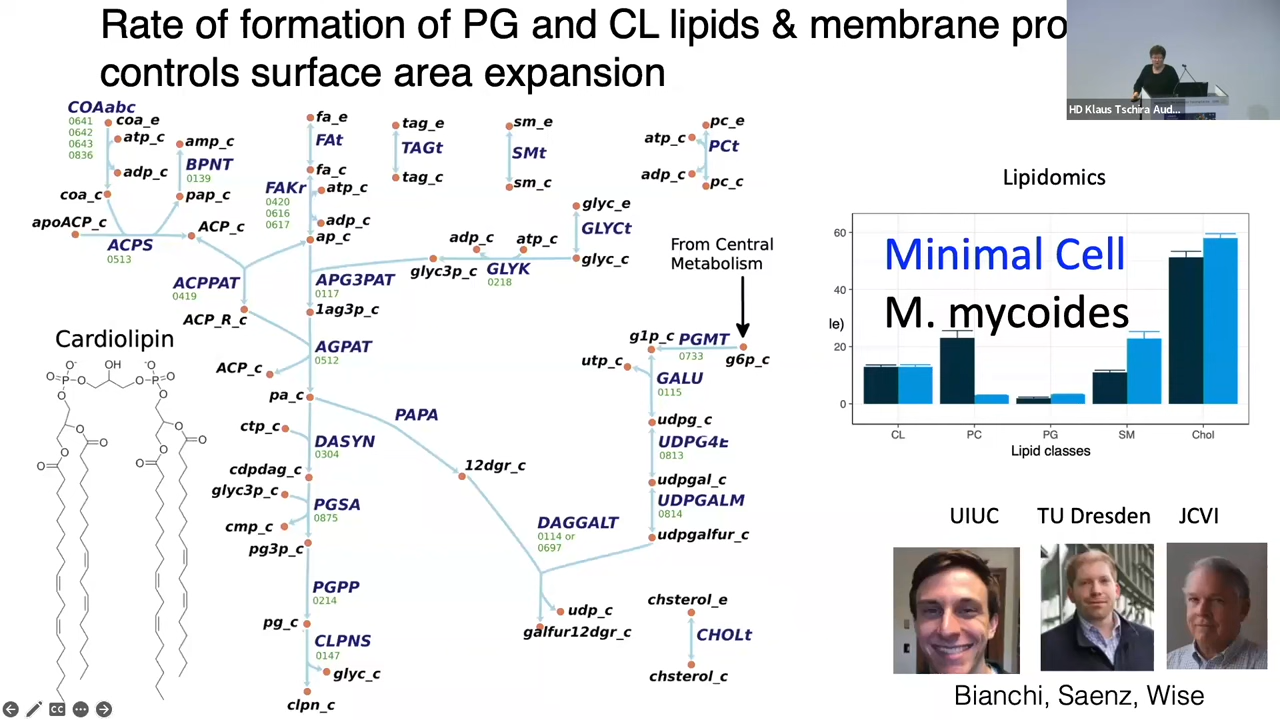 Rate of formation of PG and CL lipids & membrane pro
controls surface area expansion
HD Klaus Tschira Aud...
COAabc
0641
0642
0643
0836
coa_e
atp_c
adp_c
coa_c
amp_c
BPNT
0139
pap_c
apoACP_c
ACPS
0513
ACP_c
ACPPAT
0419
ACP_R_c
fa_e
FAt
fa_c
FAKr
0420
0616
0617
atp_c
adp_c
ap_c
APG3PAT
0117
1ag3p_c
AGPAT
0512
ACP_c
pa_c
ctp_c
DASYN
0304
cdpdag_c
glyc3p_c
PGSA
0875
cmp_c
pg3p_c
PGPP
0214
pg_c
CLPNS
0147
glyc_c
clpn_c
tag_e
TAGt
tag_c
sm_e
SMt
sm_c
pc_e
atp_c
PCt
adp_c
pc_c
glyc_e
GLYCt
glyc_c
adp_c
atp_c
glyc3p_c
GLYK
0218
From Central
Metabolism
g1p_c
PGMT
0733
g6p_c
utp_c
GALU
0115
udpg_c
UDPG4E
0813
udpgal_c
UDPGALM
0814
udpgalfur_c
PAPA
12dgr_c
DAGGALT
0114 or
0697
udp_c
galfur12dgr_c
chsterol_e
CHOLt
chsterol_c
Cardiolipin
O⁻ OH ⁻O
O P O O P O
O O
O O
O O
O O
Lipidomics
Minimal Cell
M. mycoides
le)
60
40
20
0
CL PC PG SM Chol
Lipid classes
UIUC TU Dresden JCVI
Bianchi, Saenz, Wise
CC